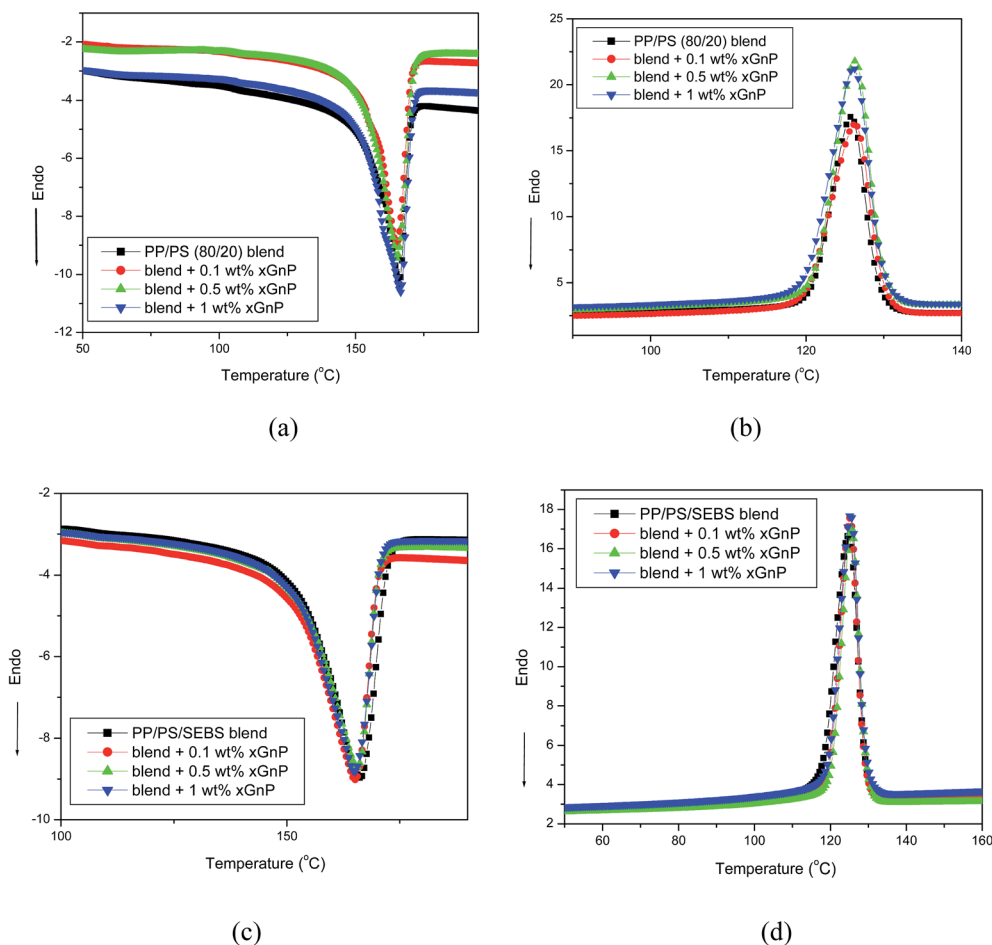 -2
-4
-6
-8
-10
-12
Endo
PP/PS (80/20) blend
blend + 0.1 wt% xGnP
blend + 0.5 wt% xGnP
blend + 1 wt% xGnP
50
100
150
Temperature (°C)
(a)
25
20
15
10
5
Endo
PP/PS (80/20) blend
blend + 0.1 wt% xGnP
blend + 0.5 wt% xGnP
blend + 1 wt% xGnP
100
120
140
Temperature (°C)
(b)
-2
-4
-6
-8
-10
Endo
PP/PS/SEBS blend
blend + 0.1 wt% xGnP
blend + 0.5 wt% xGnP
blend + 1 wt% xGnP
100
150
Temperature (°C)
(c)
18
16
14
12
10
8
6
4
2
Endo
PP/PS/SEBS blend
blend + 0.1 wt% xGnP
blend + 0.5 wt% xGnP
blend + 1 wt% xGnP
60
80
100
120
140
160
Temperature (°C)
(d)